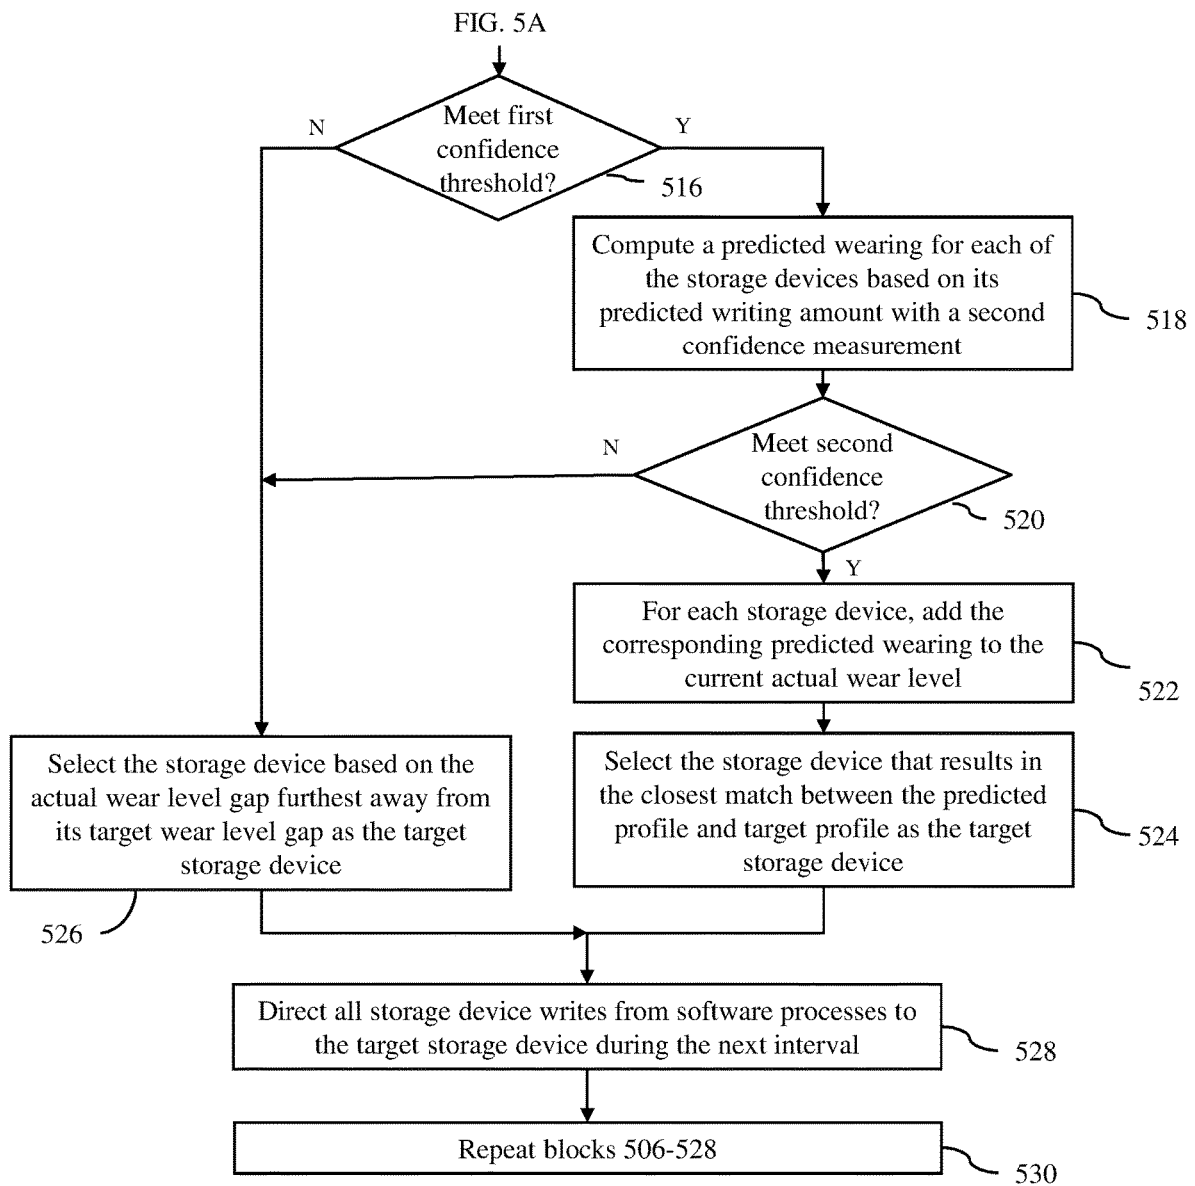 FIG. 5A
Meet first
confidence
threshold?
N
Y
516
Compute a predicted wearing for each of
the storage devices based on its
predicted writing amount with a second
confidence measurement
518
Meet second
confidence
threshold?
N
520
Y
For each storage device, add the
corresponding predicted wearing to the
current actual wear level
522
Select the storage device based on the
actual wear level gap furthest away from
its target wear level gap as the target
storage device
526
Select the storage device that results in
the closest match between the predicted
profile and target profile as the target
storage device
524
Direct all storage device writes from software processes to
the target storage device during the next interval
528
Repeat blocks 506-528
530